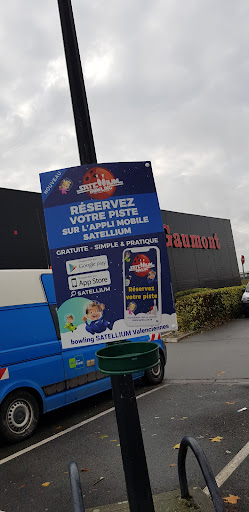 NOUVEAU
SATELLIUM
RÉSERVEZ
VOTRE PISTE
SUR L'APPLI MOBILE
SATELLIUM
GRATUITE - SIMPLE & PRATIQUE
Google play
App Store
SATELLIUM
Réservez
votre piste
bowling SATELLIUM Valenciennes
Gaumont